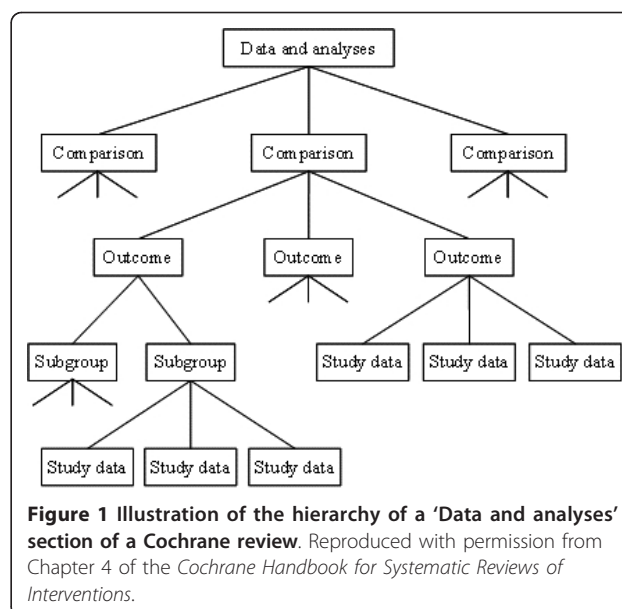 Data and analyses
Comparison Comparison Comparison
Outcome Outcome Outcome
Subgroup Subgroup Study data Study data Study data
Study data Study data Study data
Figure 1 Illustration of the hierarchy of a ‘Data and analyses’
section of a Cochrane review. Reproduced with permission from
Chapter 4 of the Cochrane Handbook for Systematic Reviews of
Interventions.